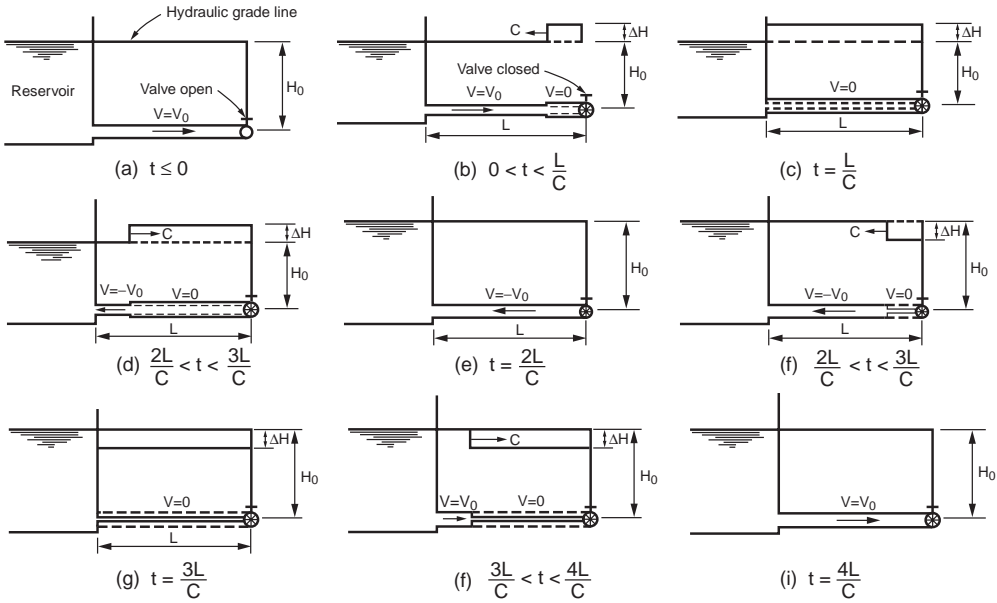 Hydraulic grade line
Reservoir
Valve open
V=V₀
H₀
(a) t ≤ 0
C
ΔH
Valve closed
V=V₀ V=0
H₀
L
(b) 0 < t < L/C
ΔH
V=0
H₀
L
(c) t = L/C
C
ΔH
H₀
V=–V₀ V=0
L
(d) 2L/C < t < 3L/C
H₀
V=–V₀
L
(e) t = 2L/C
C
ΔH
H₀
V=–V₀ V=0
L
(f) 2L/C < t < 3L/C
ΔH
H₀
V=0
L
(g) t = 3L/C
C
ΔH
H₀
V=V₀ V=0
(f) 3L/C < t < 4L/C
H₀
V=V₀
(i) t = 4L/C